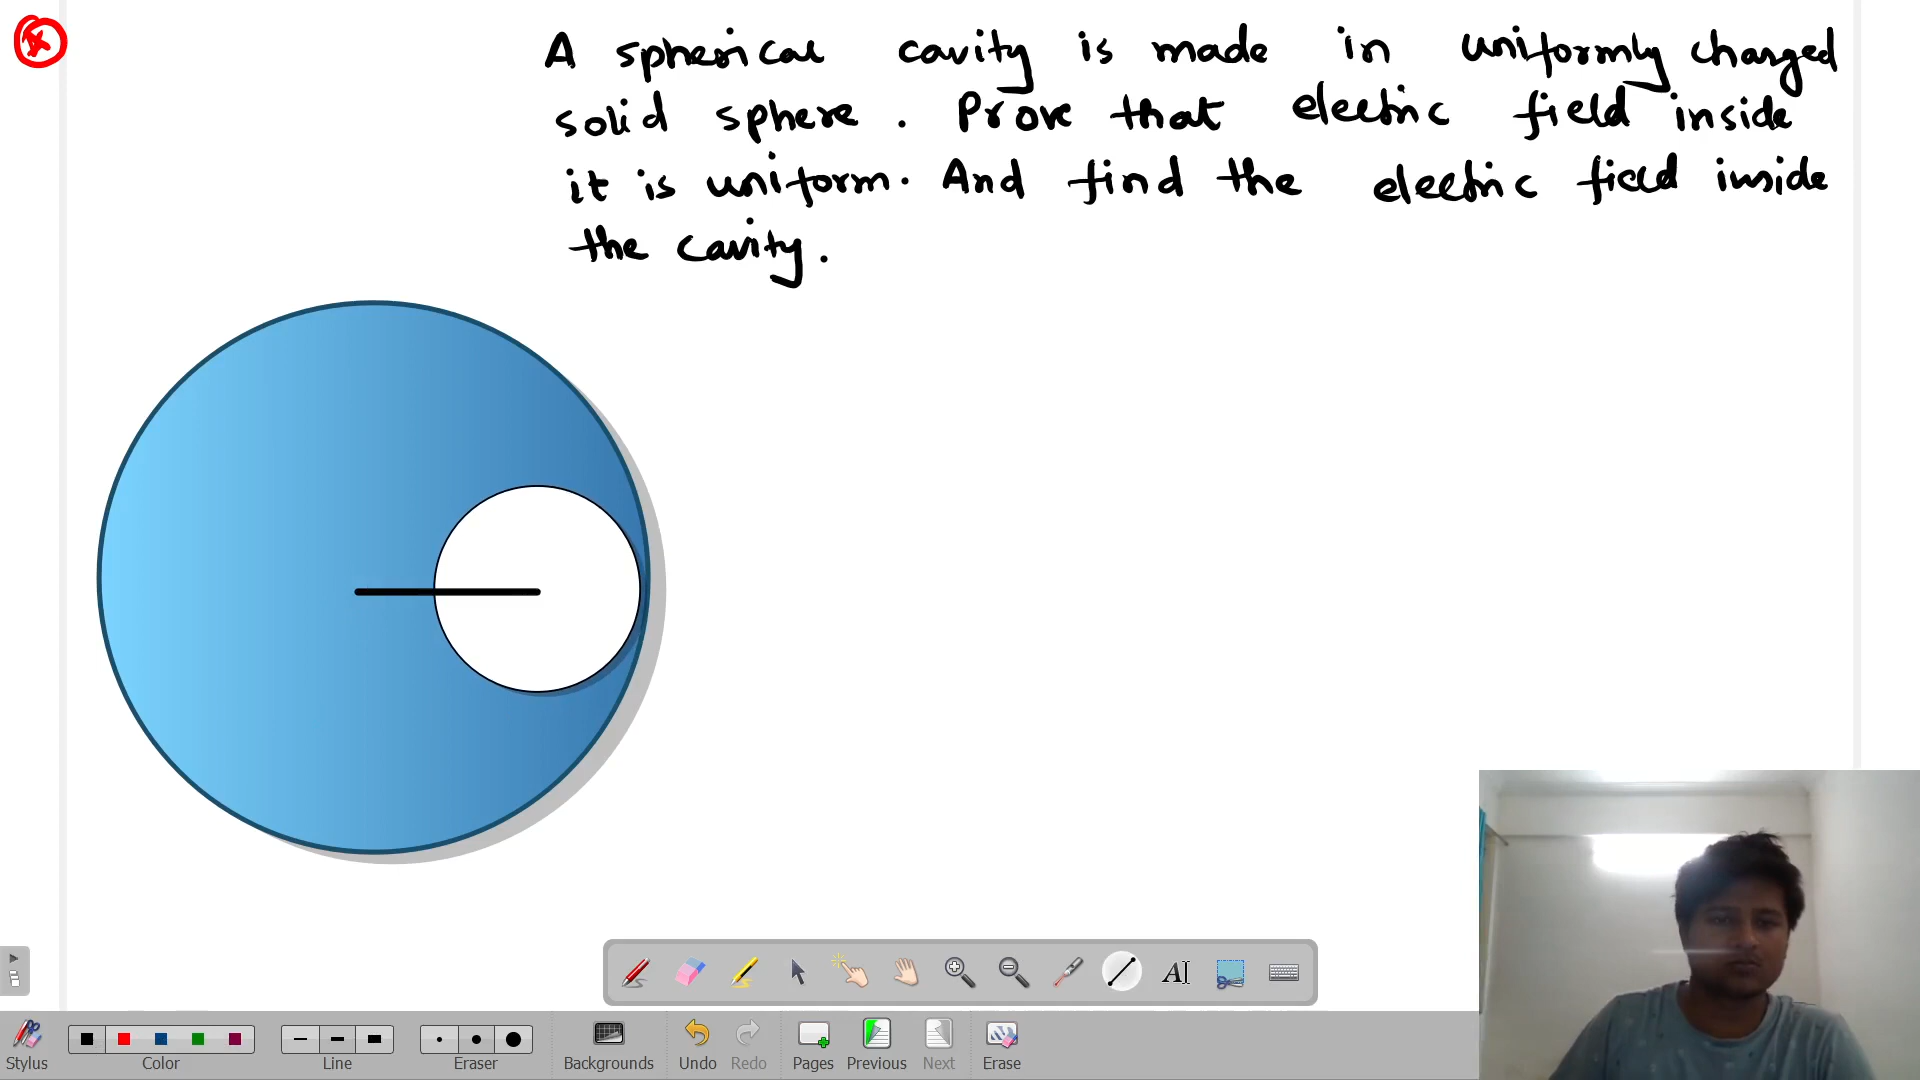 A spherical cavity is made in uniformly charged
solid sphere. Prove that electric field inside
it is uniform. And find the electric field inside
the cavity.
Stylus Color Line Eraser Backgrounds Undo Redo Pages Previous Next Erase